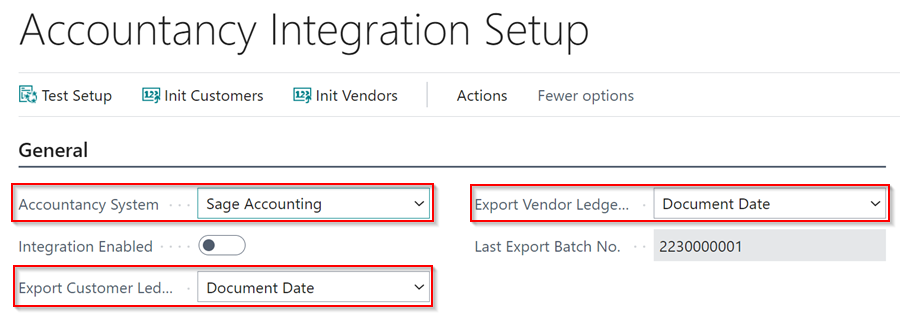 Accountancy Integration Setup
Test Setup Init Customers Init Vendors Actions Fewer options
General
Accountancy System Sage Accounting Export Vendor Ledge... Document Date
Integration Enabled Last Export Batch No. 2230000001
Export Customer Led... Document Date